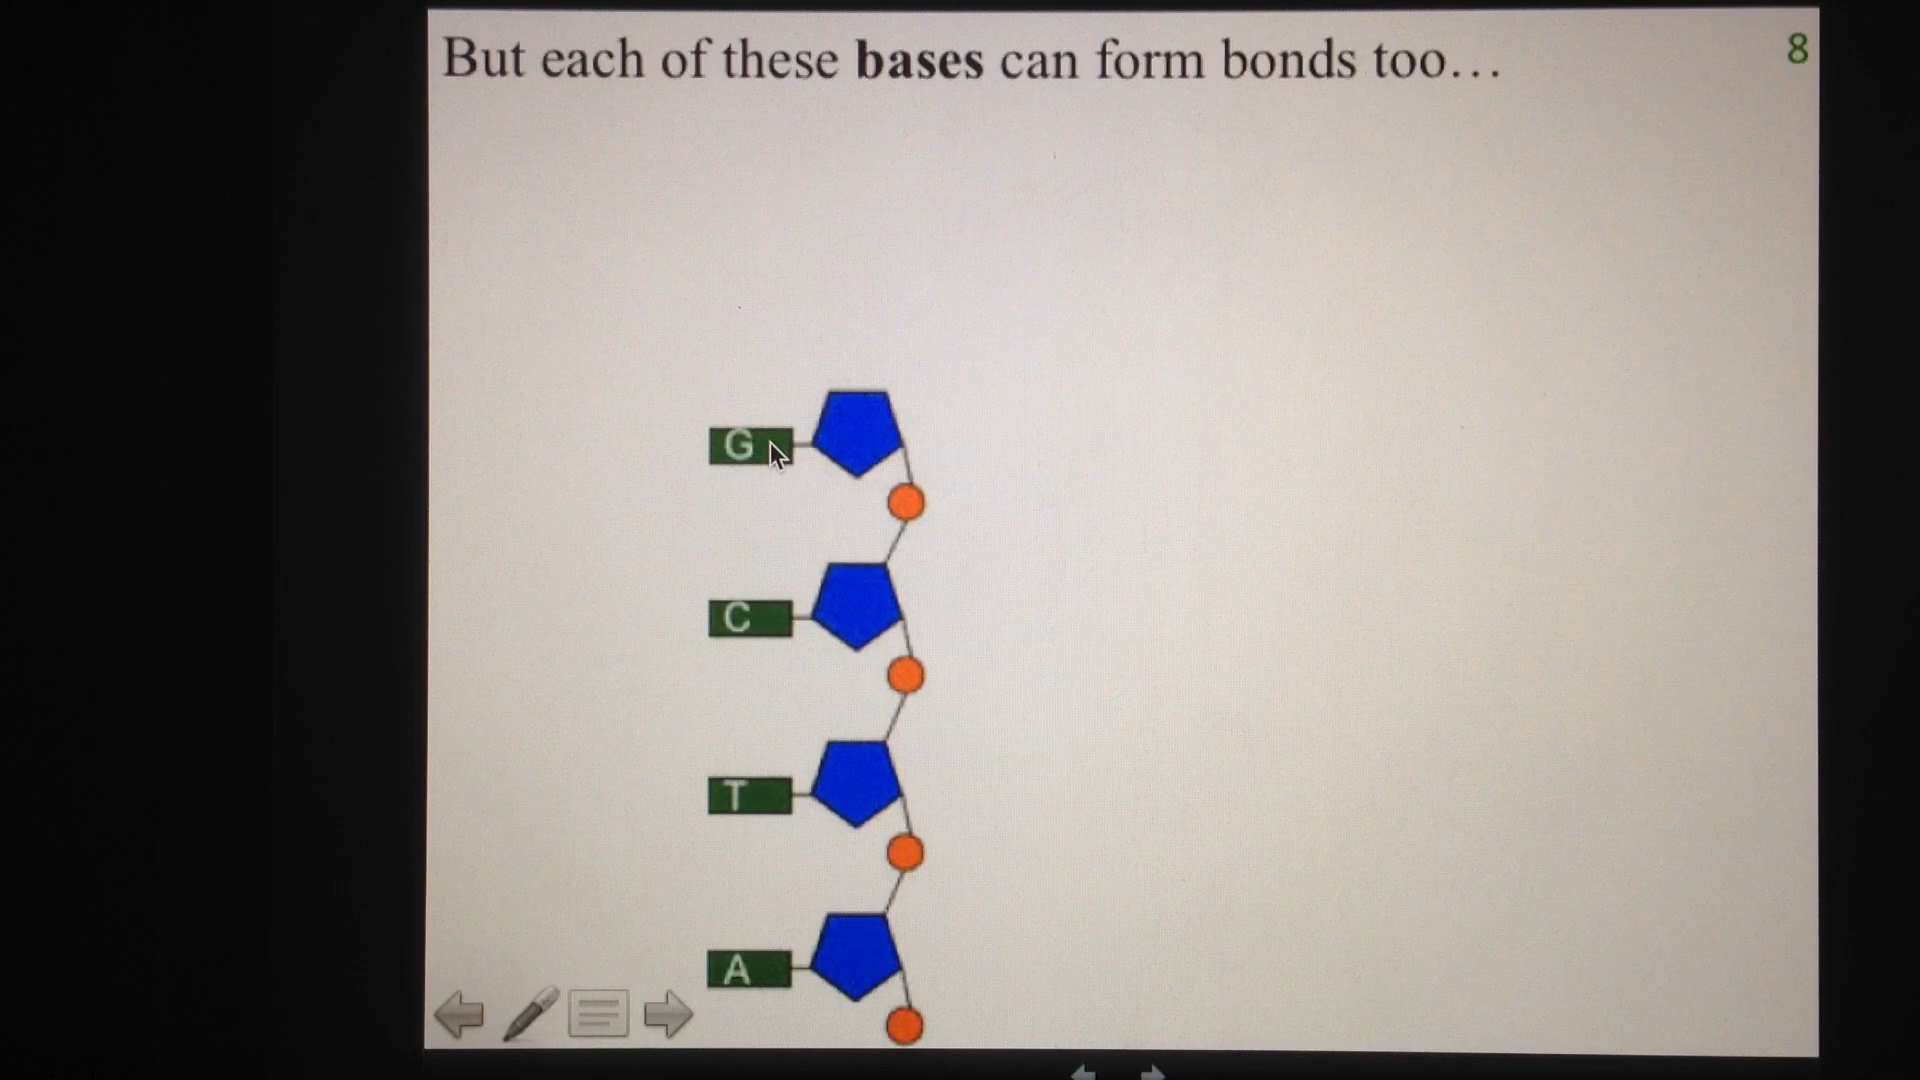 But each of these bases can form bonds too…
8
G
C
T
A